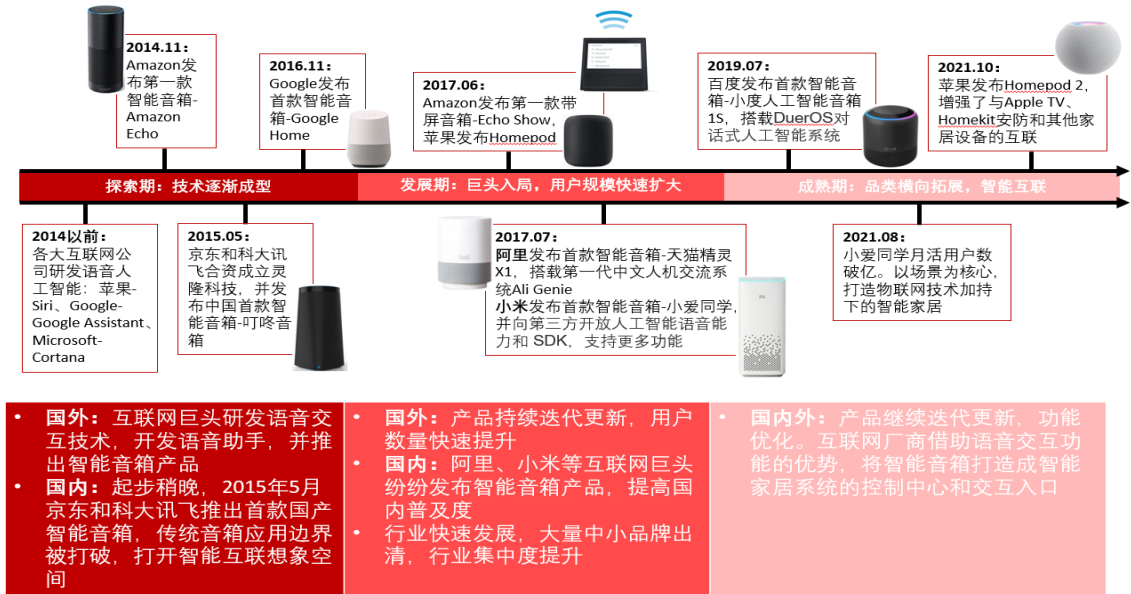 2014.11：
Amazon发
布第一款
智能音箱-
Amazon
Echo
2016.11：
Google发布
首款智能音
箱-Google
Home
2017.06：
Amazon发布第一款带
屏音箱-Echo Show，
苹果发布Homepod
2019.07：
百度发布首款智能音
箱-小度人工智能音箱
1S，搭载DuerOS对
话式人工智能系统
2021.10：
苹果发布Homepod 2，
增强了与Apple TV、
Homekit安防和其他家
居设备的互联
探索期：技术逐渐成型
发展期：巨头入局，用户规模快速扩大
成熟期：品类横向拓展，智能互联
2014以前：
各大互联网公
司研发语音人
工智能：苹果-
Siri、Google-
Google Assistant、
Microsoft-
Cortana
2015.05：
京东和科大讯
飞合资成立灵
隆科技，并发
布中国首款智
能音箱-叮咚音
箱
2017.07：
阿里发布首款智能音箱-天猫精灵
X1，搭载第一代中文人机交流系
统Ali Genie
小米发布首款智能音箱-小爱同学，
并向第三方开放人工智能语音能
力和 SDK，支持更多功能
2021.08：
小爱同学月活用户数
破亿。以场景为核心，
打造物联网技术加持
下的智能家居
• 国外：互联网巨头研发语音交
互技术，开发语音助手，并推
出智能音箱产品
• 国内：起步稍晚，2015年5月
京东和科大讯飞推出首款国产
智能音箱，传统音箱应用边界
被打破，打开智能互联想象空
间
• 国外：产品持续迭代更新，用户
数量快速提升
• 国内：阿里、小米等互联网巨头
纷纷发布智能音箱产品，提高国
内普及度
• 行业快速发展，大量中小品牌出
清，行业集中度提升
• 国内外：产品继续迭代更新，功能
优化。互联网厂商借助语音交互功
能的优势，将智能音箱打造成智能
家居系统的控制中心和交互入口